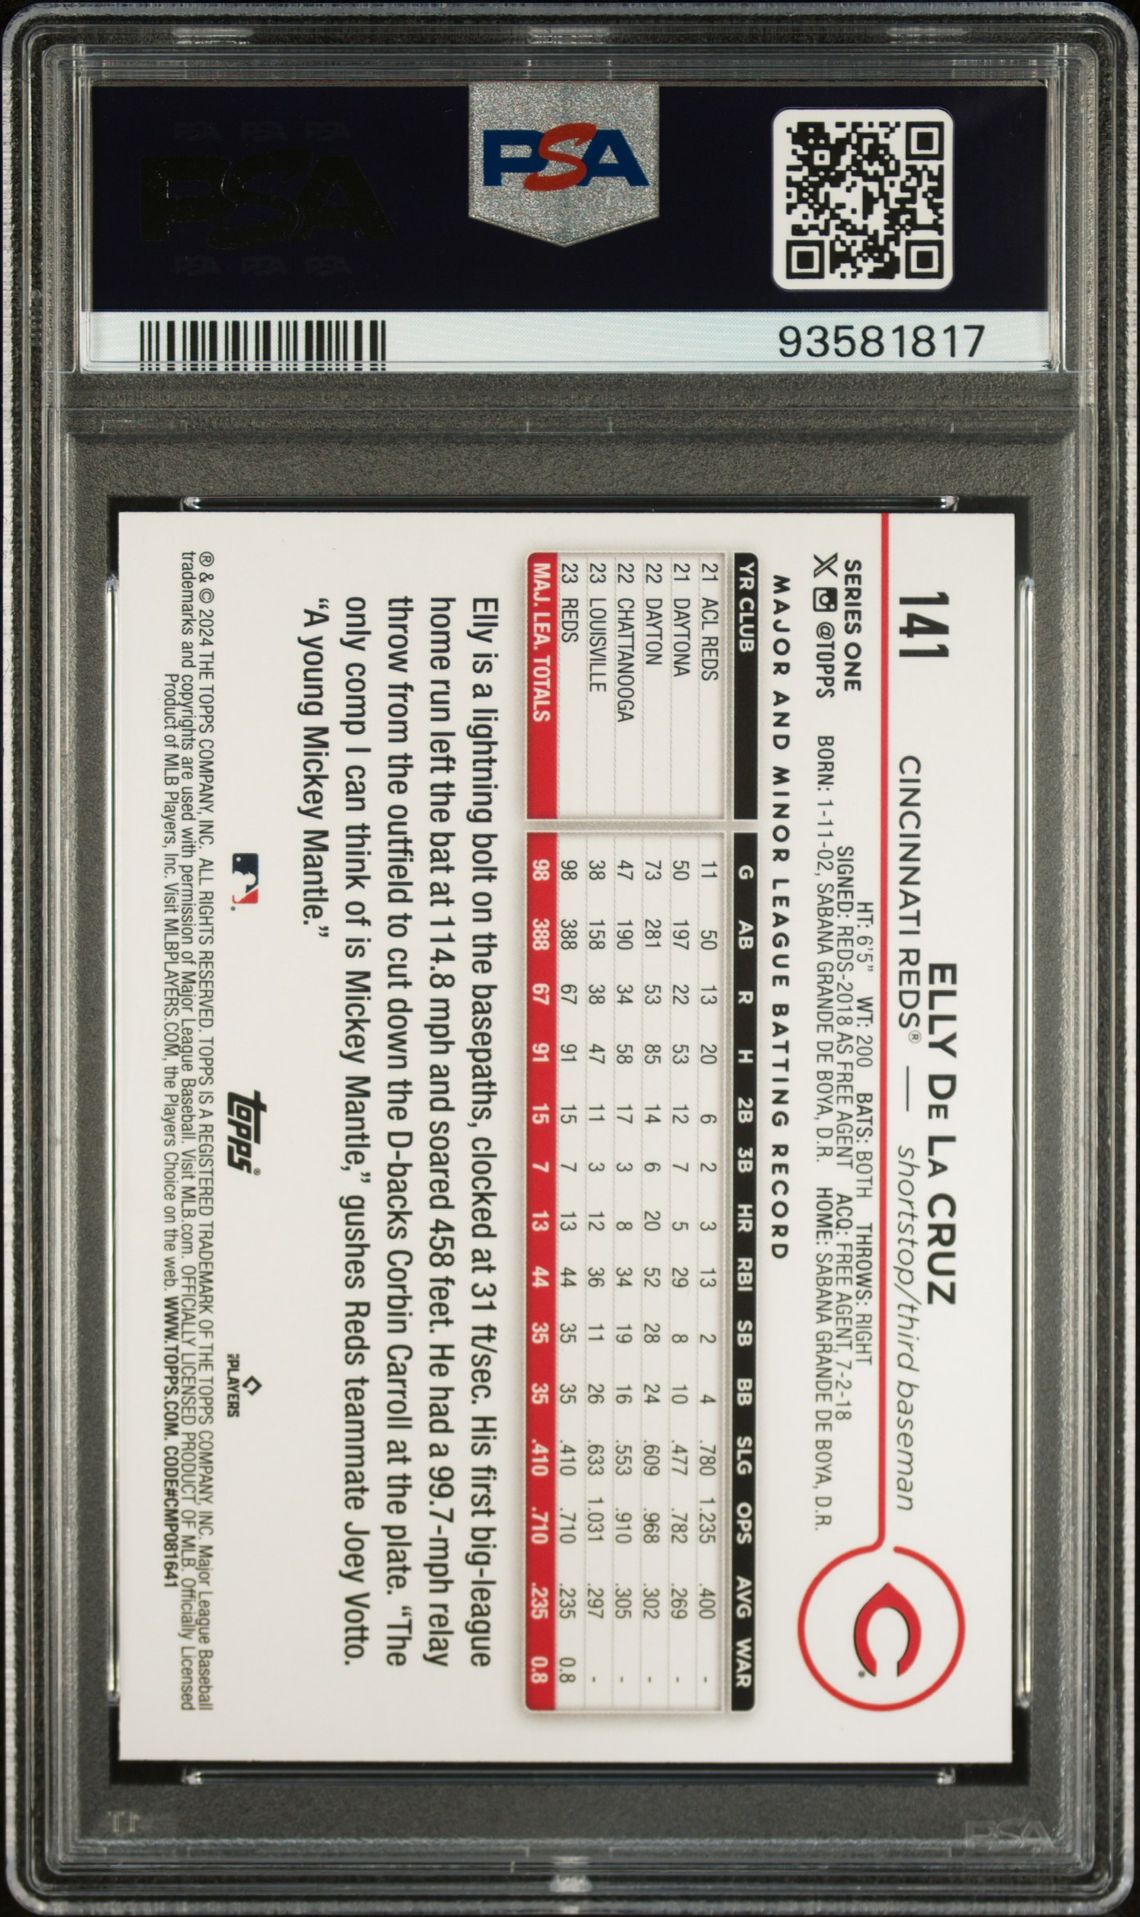 PSA
PSA PSA PSA
PSA
PSA PSA PSA
93581817
141
ELLY DE LA CRUZ
CINCINNATI REDS® — shortstop/third baseman
HT: 6'5" WT: 200 BATS: BOTH THROWS: RIGHT
SERIES ONE SIGNED: REDS-2018 AS FREE AGENT ACQ: FREE AGENT, 7-2-18
X @TOPPS BORN: 1-11-02, SABANA GRANDE DE BOYA, D.R. HOME: SABANA GRANDE DE BOYA, D.R.
C
MAJOR AND MINOR LEAGUE BATTING RECORD
YR CLUB G AB R H 2B 3B HR RBI SB BB SLG OPS AVG WAR
21 ACL REDS 11 50 13 20 6 2 3 13 2 4 .780 1.235 .400 -
21 DAYTONA 50 197 22 53 12 7 5 29 8 10 .477 .782 .269 -
22 DAYTON 73 281 53 85 14 6 20 52 28 24 .609 .968 .302 -
22 CHATTANOOGA 47 190 34 58 17 3 8 34 19 16 .553 .910 .305 -
23 LOUISVILLE 38 158 38 47 11 3 12 36 11 26 .633 1.031 .297 -
23 REDS 98 388 67 91 15 7 13 44 35 35 .410 .710 .235 0.8
MAJ. LEA. TOTALS 98 388 67 91 15 7 13 44 35 35 .410 .710 .235 0.8
Elly is a lightning bolt on the basepaths, clocked at 31 ft/sec. His first big-league
home run left the bat at 114.8 mph and soared 458 feet. He had a 99.7-mph relay
throw from the outfield to cut down the D-backs Corbin Carroll at the plate. “The
only comp I can think of is Mickey Mantle,” gushes Reds teammate Joey Votto.
“A young Mickey Mantle.”
topps®
PLAYERS
® & © 2024 THE TOPPS COMPANY, INC. ALL RIGHTS RESERVED. TOPPS IS A REGISTERED TRADEMARK OF THE TOPPS COMPANY, INC. Major League Baseball
trademarks and copyrights are used with permission of Major League Baseball. Visit MLB.com. OFFICIALLY LICENSED PRODUCT OF MLB. Officially Licensed
Product of MLB Players, Inc. Visit MLBPLAYERS.COM, the Players Choice on the web. WWW.TOPPS.COM. CODE#CMP081641
PSA